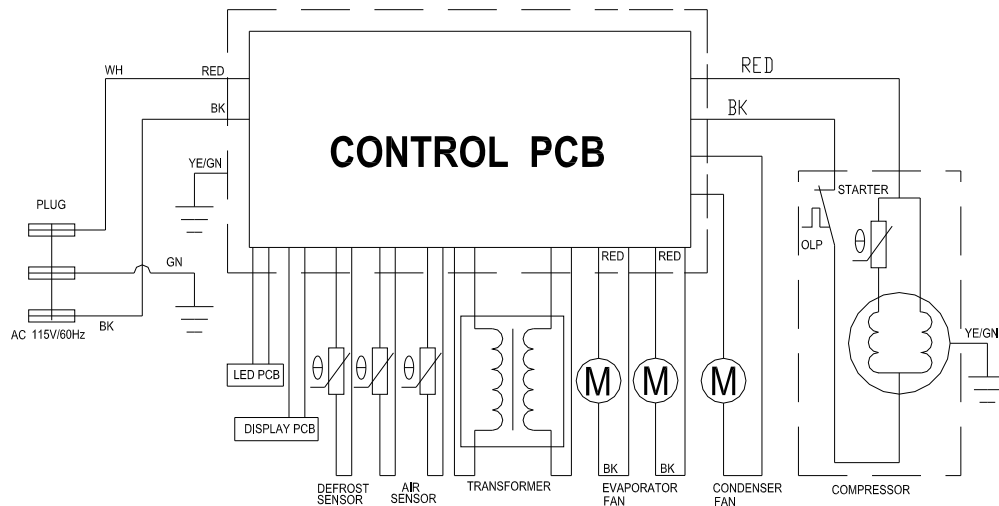 WH
RED
BK
YE/GN
PLUG
GN
BK
AC 115V/60Hz
CONTROL PCB
RED
BK
STARTER
OLP
θ
YE/GN
COMPRESSOR
RED
RED
LED PCB
DISPLAY PCB
θ
θ
θ
M
M
M
BK
BK
DEFROST
SENSOR
AIR
SENSOR
TRANSFORMER
EVAPORATOR
FAN
CONDENSER
FAN